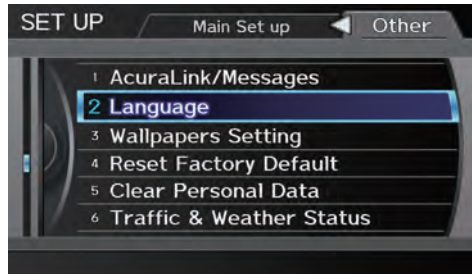 SET UP
Main Set up
Other
1 AcuraLink/Messages
2 Language
3 Wallpapers Setting
4 Reset Factory Default
5 Clear Personal Data
6 Traffic & Weather Status